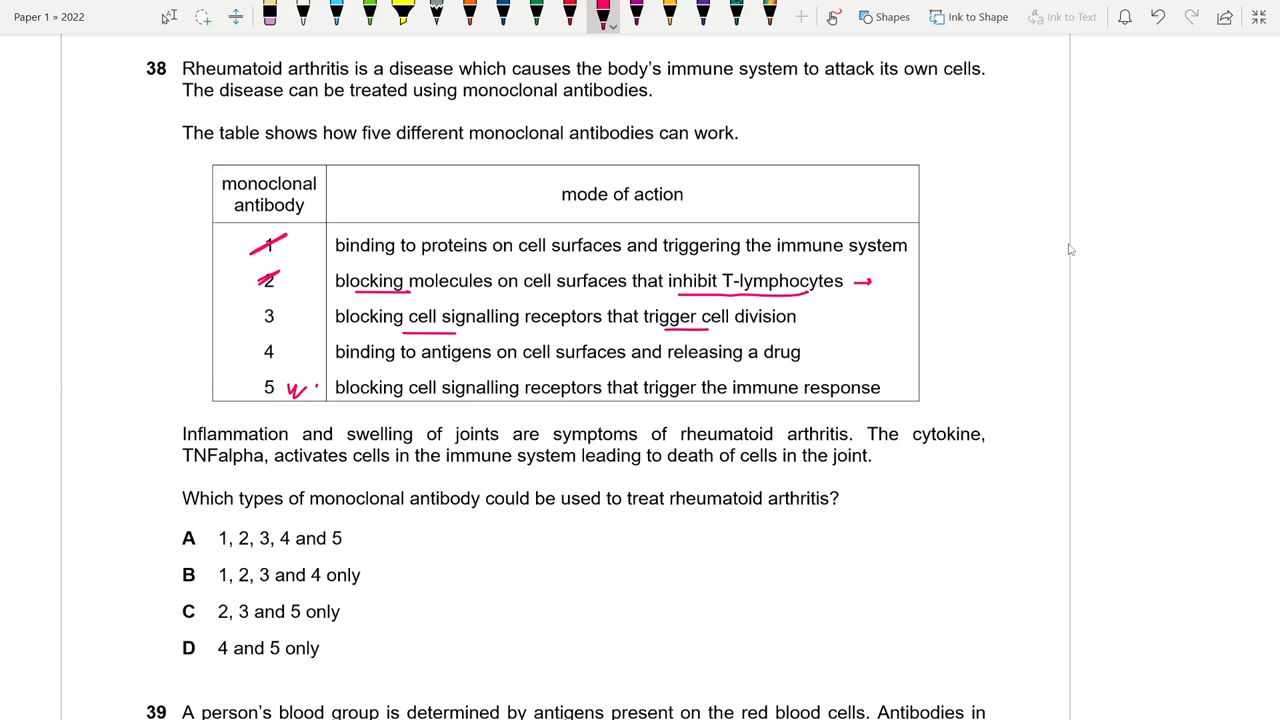 Paper 1 » 2022
Shapes
Ink to Shape
Ink to Text
38 Rheumatoid arthritis is a disease which causes the body's immune system to attack its own cells.
The disease can be treated using monoclonal antibodies.
The table shows how five different monoclonal antibodies can work.
monoclonal antibody mode of action
1 binding to proteins on cell surfaces and triggering the immune system
2 blocking molecules on cell surfaces that inhibit T-lymphocytes →
3 blocking cell signalling receptors that trigger cell division
4 binding to antigens on cell surfaces and releasing a drug
5 blocking cell signalling receptors that trigger the immune response
Inflammation and swelling of joints are symptoms of rheumatoid arthritis. The cytokine,
TNFalpha, activates cells in the immune system leading to death of cells in the joint.
Which types of monoclonal antibody could be used to treat rheumatoid arthritis?
A 1, 2, 3, 4 and 5
B 1, 2, 3 and 4 only
C 2, 3 and 5 only
D 4 and 5 only
39 A person's blood group is determined by antigens present on the red blood cells. Antibodies in